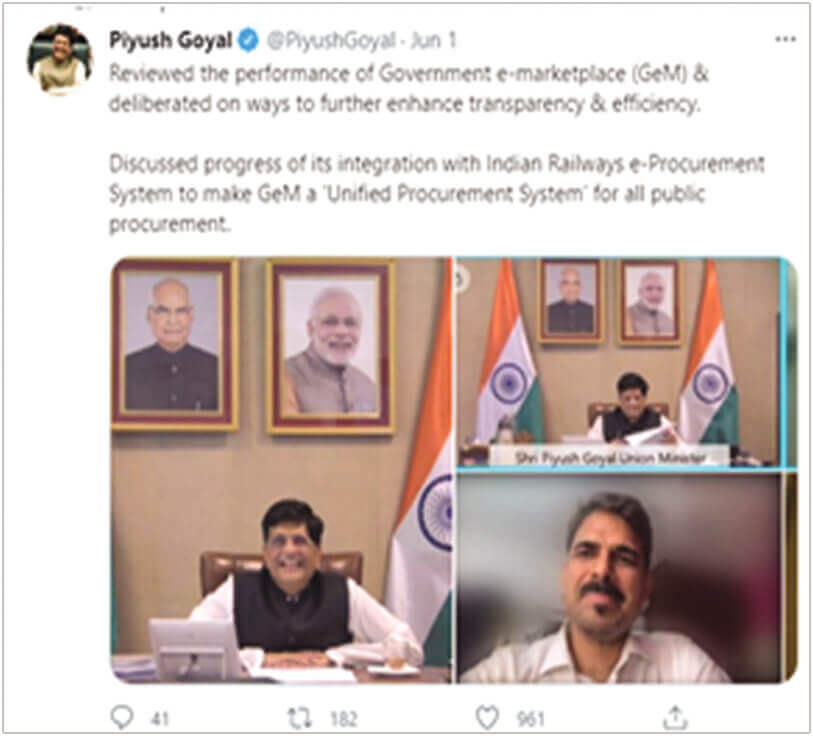 Piyush Goyal @PiyushGoyal · Jun 1
Reviewed the performance of Government e-marketplace (GeM) &
deliberated on ways to further enhance transparency & efficiency.
Discussed progress of its integration with Indian Railways e-Procurement
System to make GeM a 'Unified Procurement System' for all public
procurement.
Shri Piyush Goyal Union Minister
41 182 961